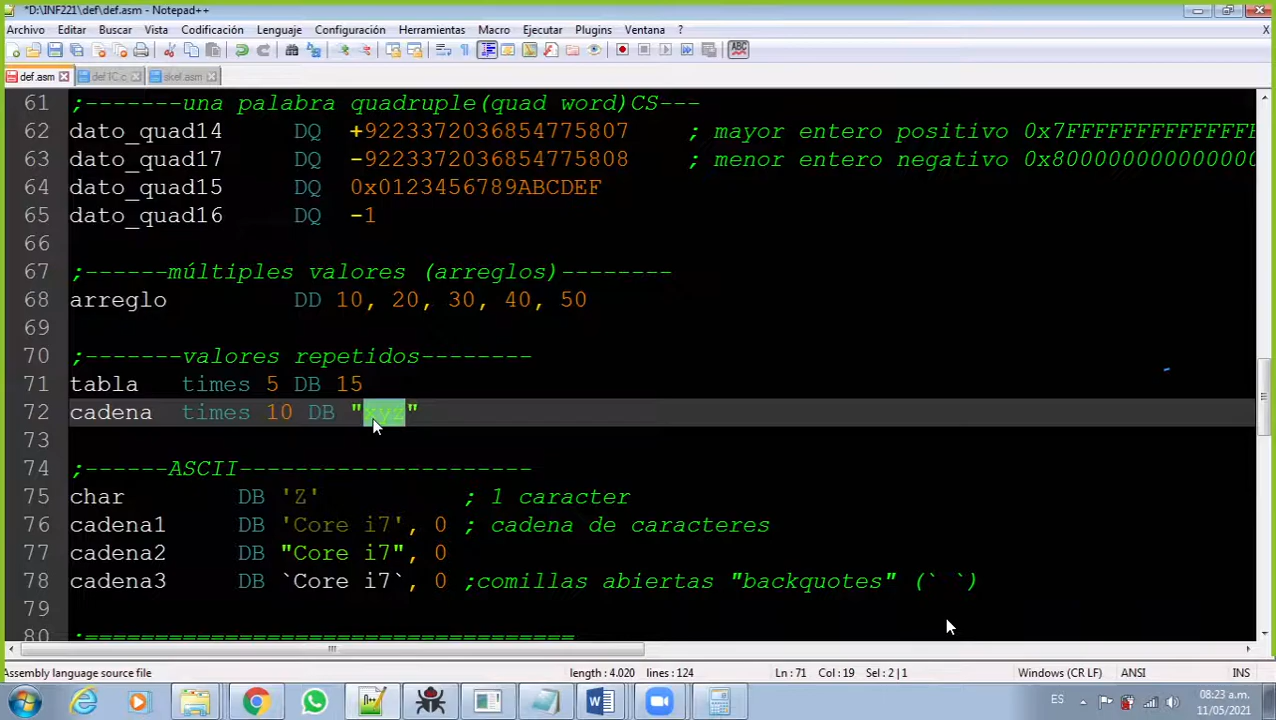 *D:\INF221\def\def.asm - Notepad++
Archivo Editar Buscar Vista Codificación Lenguaje Configuración Herramientas Macro Ejecutar Plugins Ventana ? X
def.asm def1C.c skel.asm
61 ;-------una palabra quadruple(quad word)CS---
62 dato_quad14 DQ +9223372036854775807 ; mayor entero positivo 0x7FFFFFFFFFFFFFF
63 dato_quad17 DQ -9223372036854775808 ; menor entero negativo 0x800000000000000
64 dato_quad15 DQ 0x0123456789ABCDEF
65 dato_quad16 DQ -1
66
67 ;------múltiples valores (arreglos)--------
68 arreglo DD 10, 20, 30, 40, 50
69
70 ;-------valores repetidos--------
71 tabla times 5 DB 15
72 cadena times 10 DB "xyz"
73
74 ;------ASCII---------------------
75 char DB 'Z' ; 1 caracter
76 cadena1 DB 'Core i7', 0 ; cadena de caracteres
77 cadena2 DB "Core i7", 0
78 cadena3 DB `Core i7`, 0 ;comillas abiertas "backquotes" (` `)
79
80 ;=====================================
Assembly language source file length : 4.020 lines : 124 Ln : 71 Col : 19 Sel : 2 | 1 Windows (CR LF) ANSI INS
ES 08:23 a.m.
11/05/2021